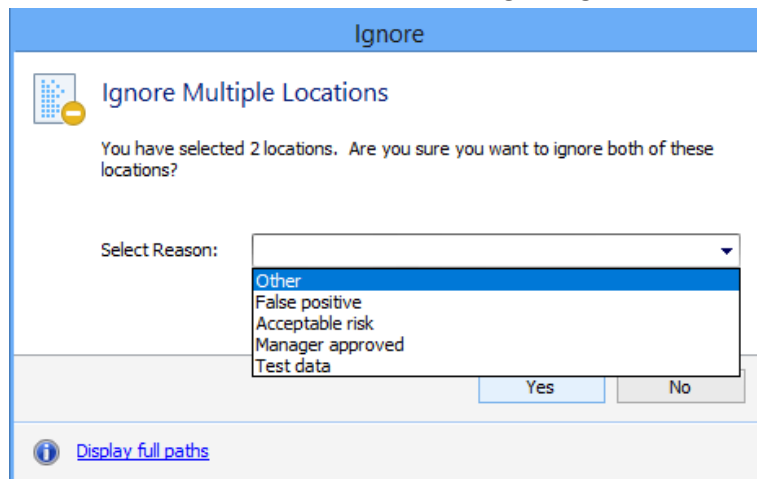 Ignore
Ignore Multiple Locations
You have selected 2 locations.  Are you sure you want to ignore both of these
locations?
Select Reason:
Other
False positive
Acceptable risk
Manager approved
Test data
Yes No
Display full paths